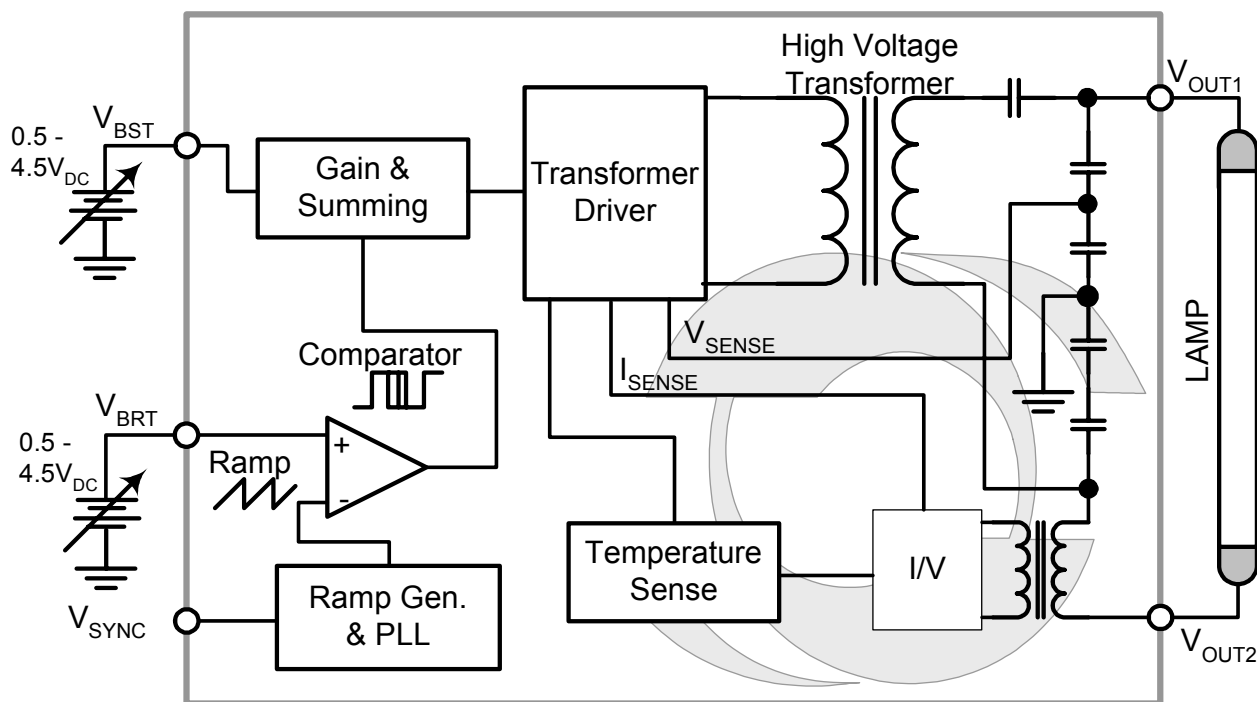 High Voltage
Transformer
V_OUT1
V_BST
0.5 -
4.5V_DC
Gain &
Summing
Transformer
Driver
V_SENSE
I_SENSE
LAMP
Comparator
V_BRT
0.5 -
4.5V_DC
Ramp
+
-
Temperature
Sense
I/V
Ramp Gen.
& PLL
V_SYNC
V_OUT2